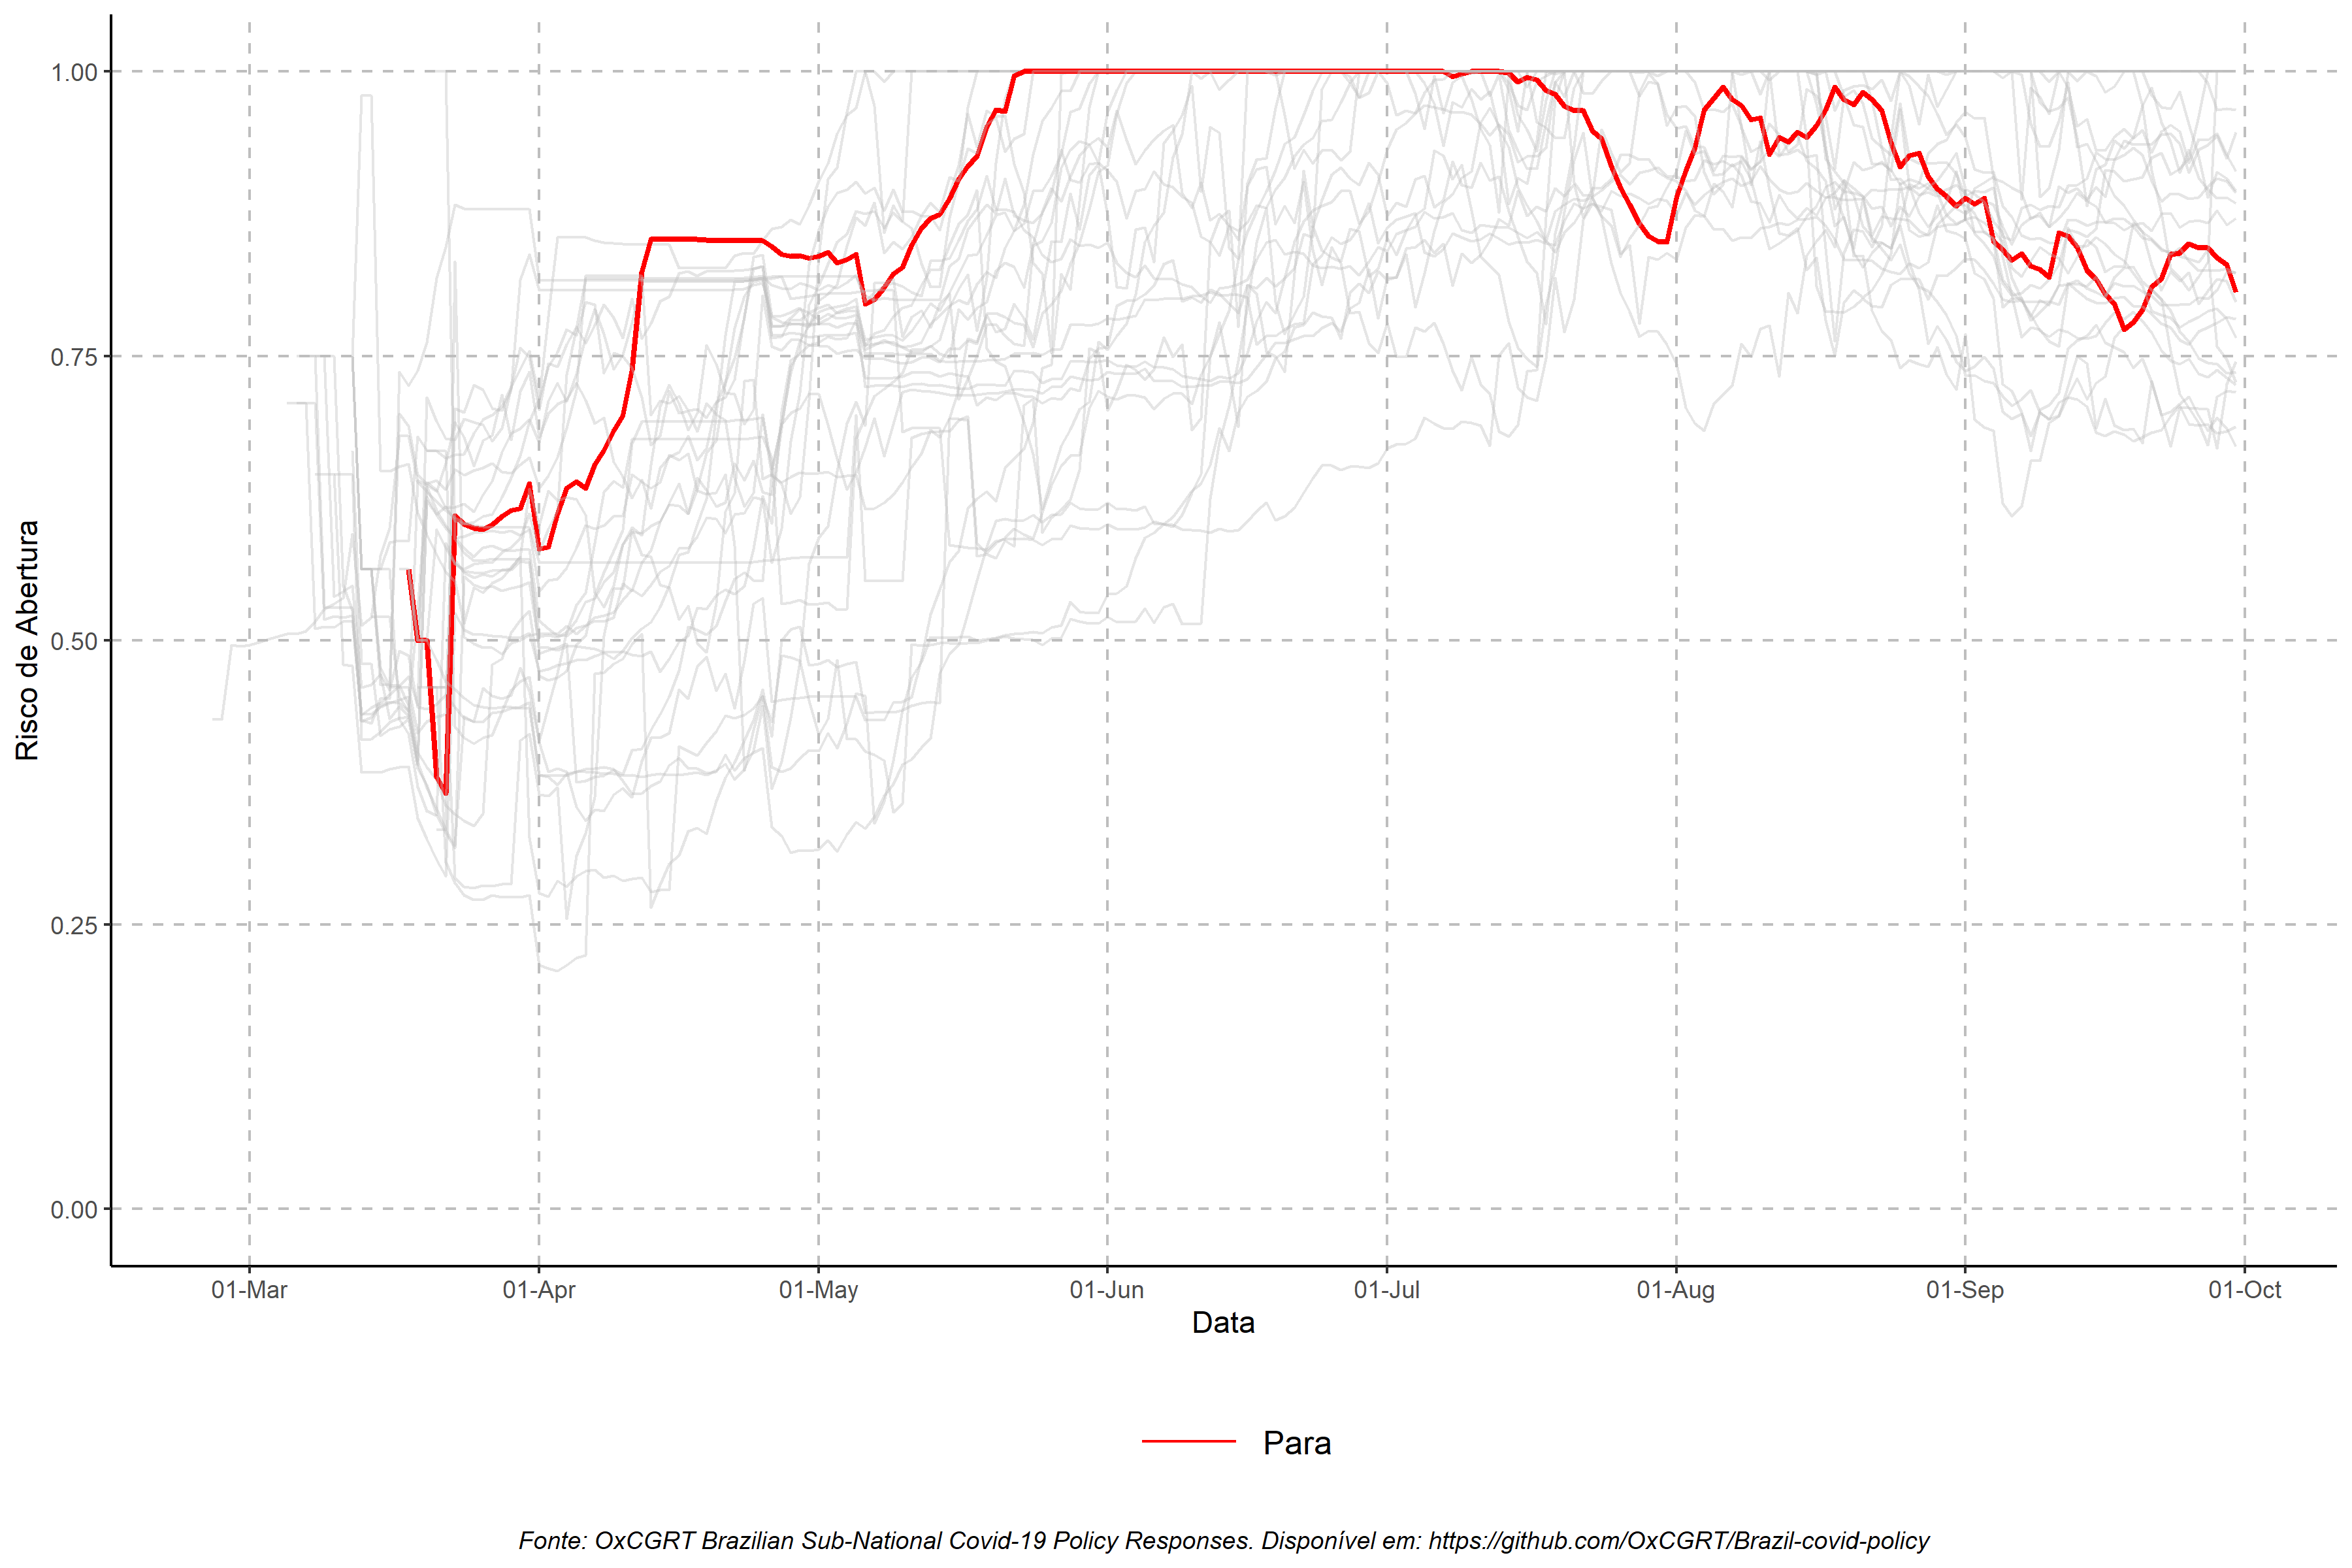 1.00
0.75
0.50
0.25
0.00
Risco de Abertura
01-Mar 01-Apr 01-May 01-Jun 01-Jul 01-Aug 01-Sep 01-Oct
Data
Para
Fonte: OxCGRT Brazilian Sub-National Covid-19 Policy Responses. Disponível em: https://github.com/OxCGRT/Brazil-covid-policy